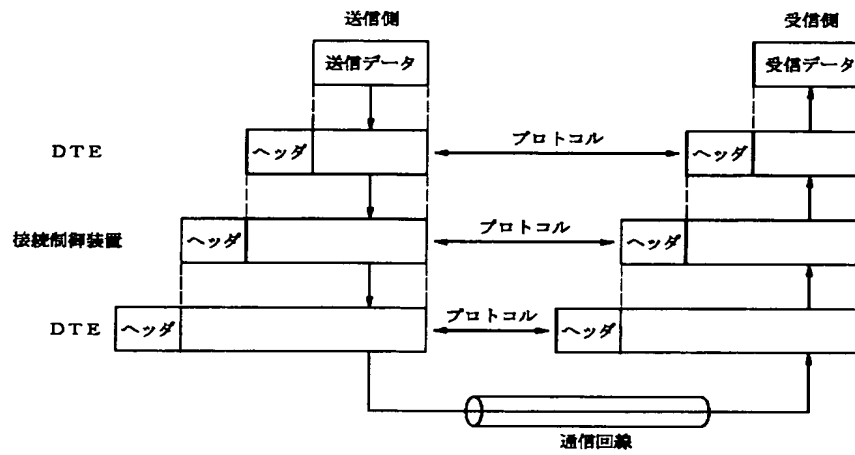 送信側
受信側
送信データ
受信データ
DTE
ヘッダ
プロトコル
ヘッダ
接続制御装置
ヘッダ
プロトコル
ヘッダ
DTE
ヘッダ
プロトコル
ヘッダ
通信回線